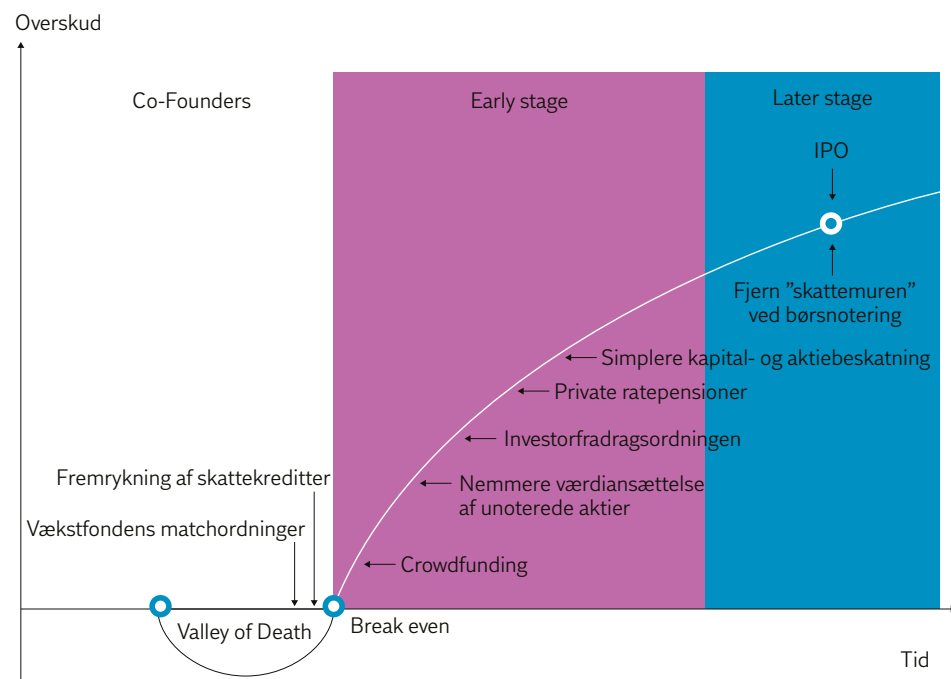 Overskud
Co-Founders
Early stage
Later stage
IPO
Fjern ”skattemuren”
ved børsnotering
Simplere kapital- og aktiebeskatning
Private ratepensioner
Investorfradragsordningen
Fremrykning af skattekreditter
Nemmere værdiansættelse
af unoterede aktier
Vækstfondens matchordninger
Crowdfunding
Valley of Death
Break even
Tid